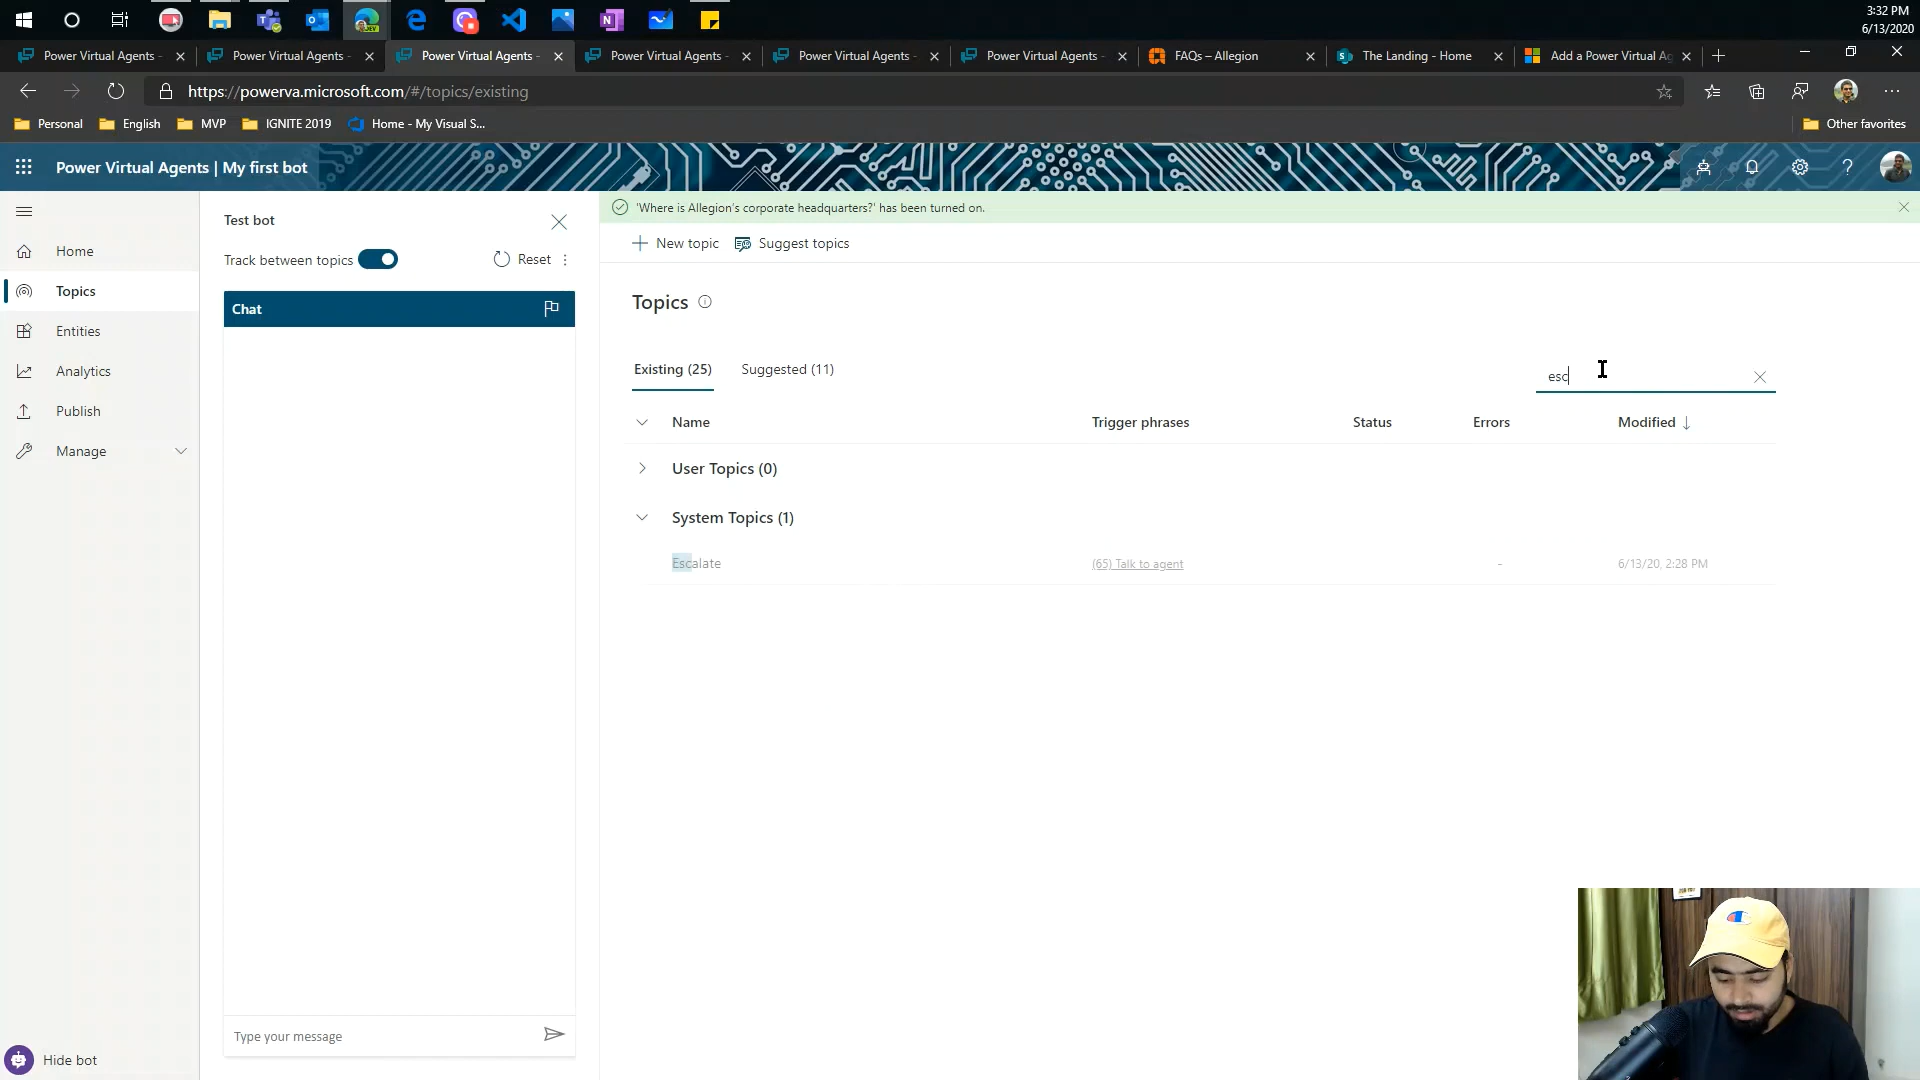 3:32 PM
6/13/2020
Power Virtual Agents -
Power Virtual Agents -
Power Virtual Agents -
Power Virtual Agents -
Power Virtual Agents -
Power Virtual Agents -
FAQs – Allegion
The Landing - Home
Add a Power Virtual Ag
https://powerva.microsoft.com/#/topics/existing
Personal
English
MVP
IGNITE 2019
Home - My Visual S...
Other favorites
Power Virtual Agents | My first bot
Home
Topics
Entities
Analytics
Publish
Manage
Hide bot
Test bot
Track between topics
Reset
Chat
Type your message
'Where is Allegion's corporate headquarters?' has been turned on.
New topic
Suggest topics
Topics
Existing (25)
Suggested (11)
esc
Name
Trigger phrases
Status
Errors
Modified ↓
User Topics (0)
System Topics (1)
Escalate
(65) Talk to agent
-
6/13/20, 2:28 PM